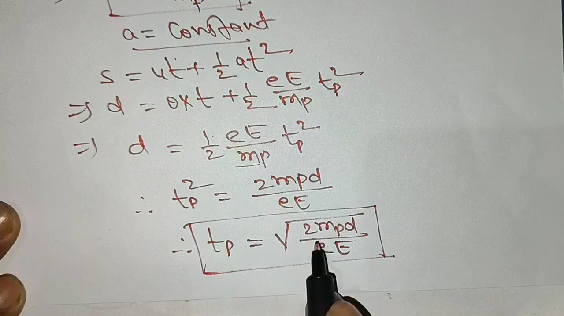 a = Constant
s = ut + 1/2 at²
⇒ d = 0×t + 1/2 eE/mp tp²
⇒ d = 1/2 eE/mp tp²
∴ tp² = 2mpd/eE
∴ tp = √(2mpd/eE)